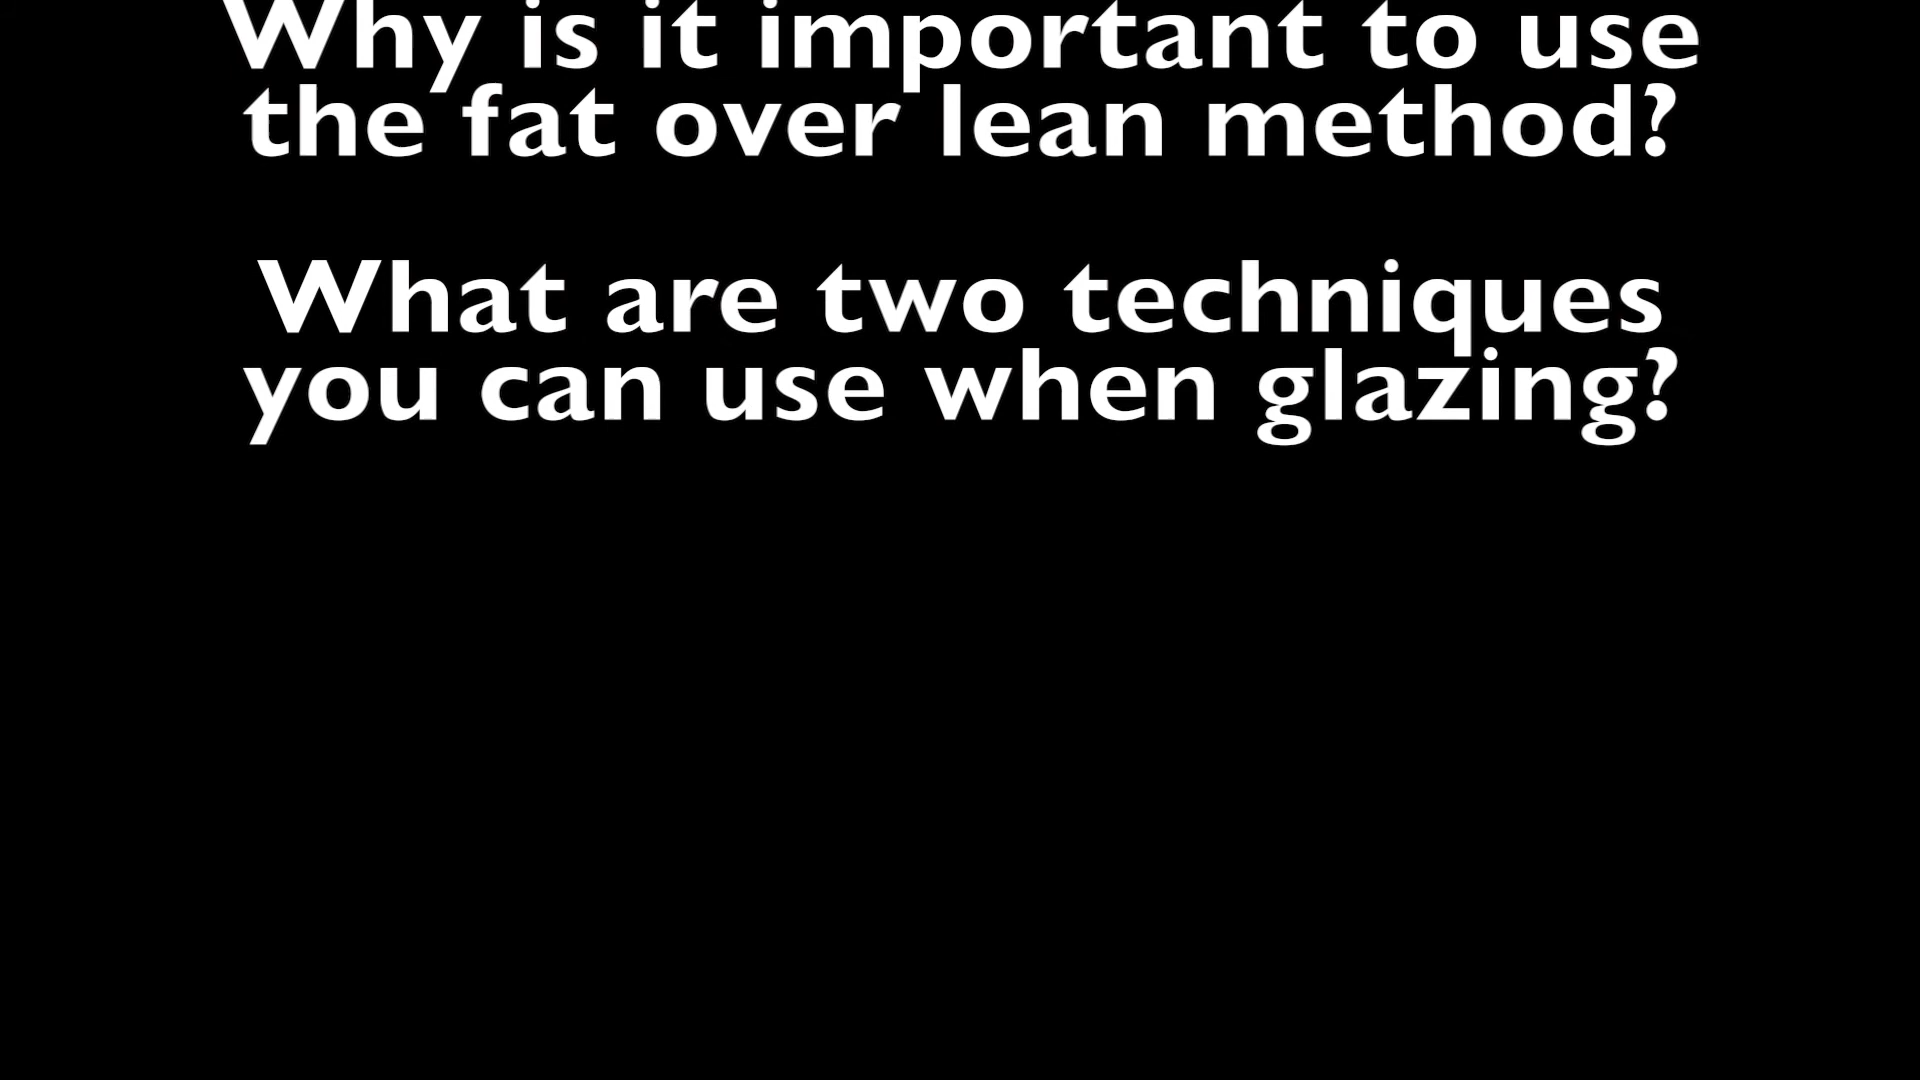 Why is it important to use
the fat over lean method?
What are two techniques
you can use when glazing?